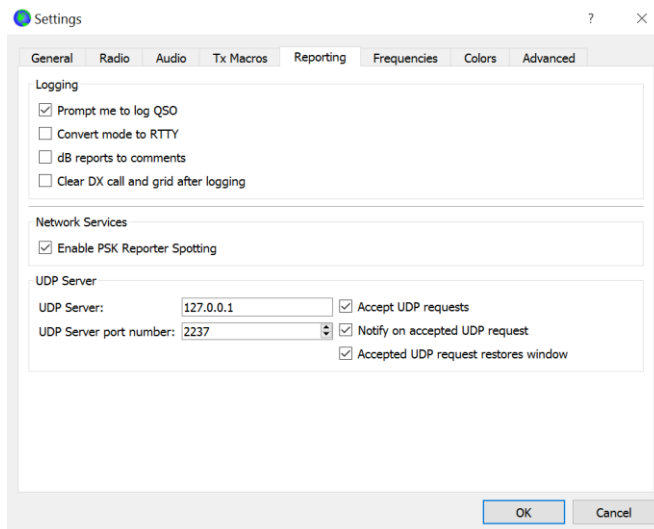 Settings
General Radio Audio Tx Macros Reporting Frequencies Colors Advanced
Logging
Prompt me to log QSO
Convert mode to RTTY
dB reports to comments
Clear DX call and grid after logging
Network Services
Enable PSK Reporter Spotting
UDP Server
UDP Server: 127.0.0.1 Accept UDP requests
UDP Server port number: 2237 Notify on accepted UDP request
Accepted UDP request restores window
OK Cancel